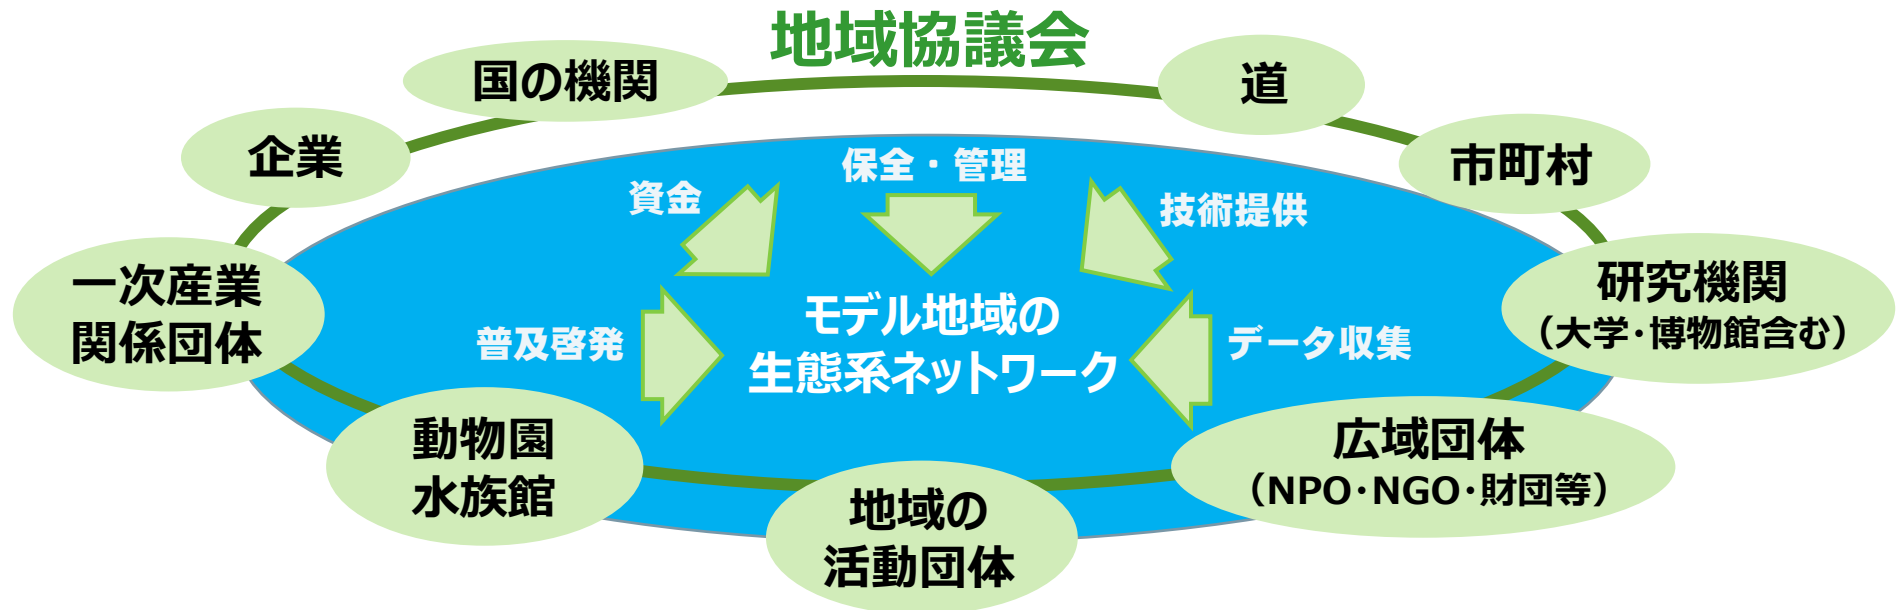 地域協議会
国の機関
道
企業
市町村
保全・管理
資金
技術提供
一次産業
関係団体
研究機関
（大学・博物館含む）
モデル地域の
生態系ネットワーク
普及啓発
データ収集
動物園
水族館
広域団体
（NPO・NGO・財団等）
地域の
活動団体